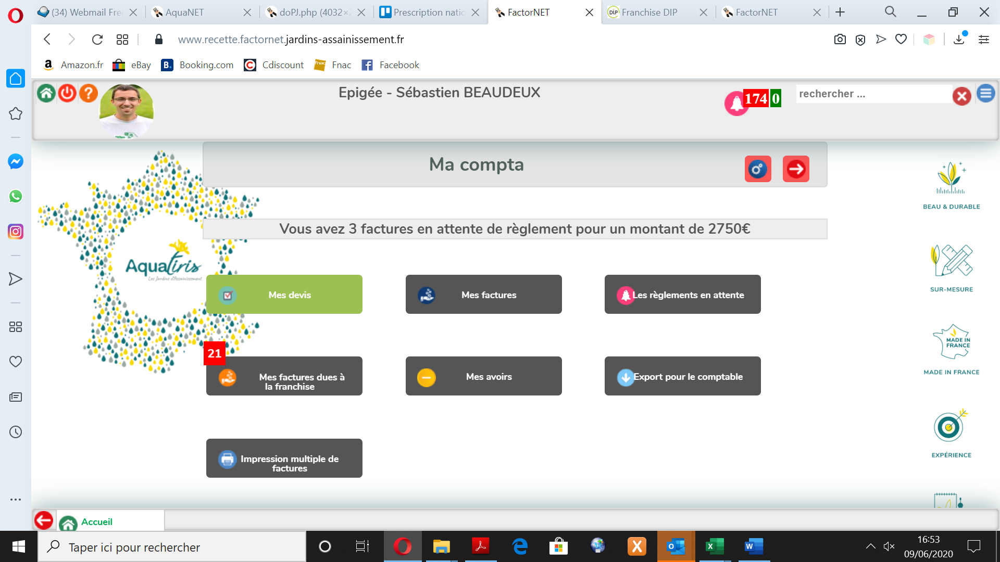 (34) Webmail Fre
AquaNET
doPJ.php (4032×
Prescription natio
FactorNET
Franchise DIP
FactorNET
www.recette.factornet.jardins-assainissement.fr
Amazon.fr
eBay
Booking.com
Cdiscount
Fnac
Facebook
Epigée - Sébastien BEAUDEUX
174 0
rechercher ...
Ma compta
Vous avez 3 factures en attente de règlement pour un montant de 2750€
Aquatiris
Les Jardins d'Assainissement
Mes devis
Mes factures
Les règlements en attente
21
Mes factures dues à
la franchise
Mes avoirs
Export pour le comptable
Impression multiple de
factures
BEAU & DURABLE
SUR-MESURE
MADE IN
FRANCE
MADE IN FRANCE
EXPÉRIENCE
Accueil
Taper ici pour rechercher
16:53
09/06/2020